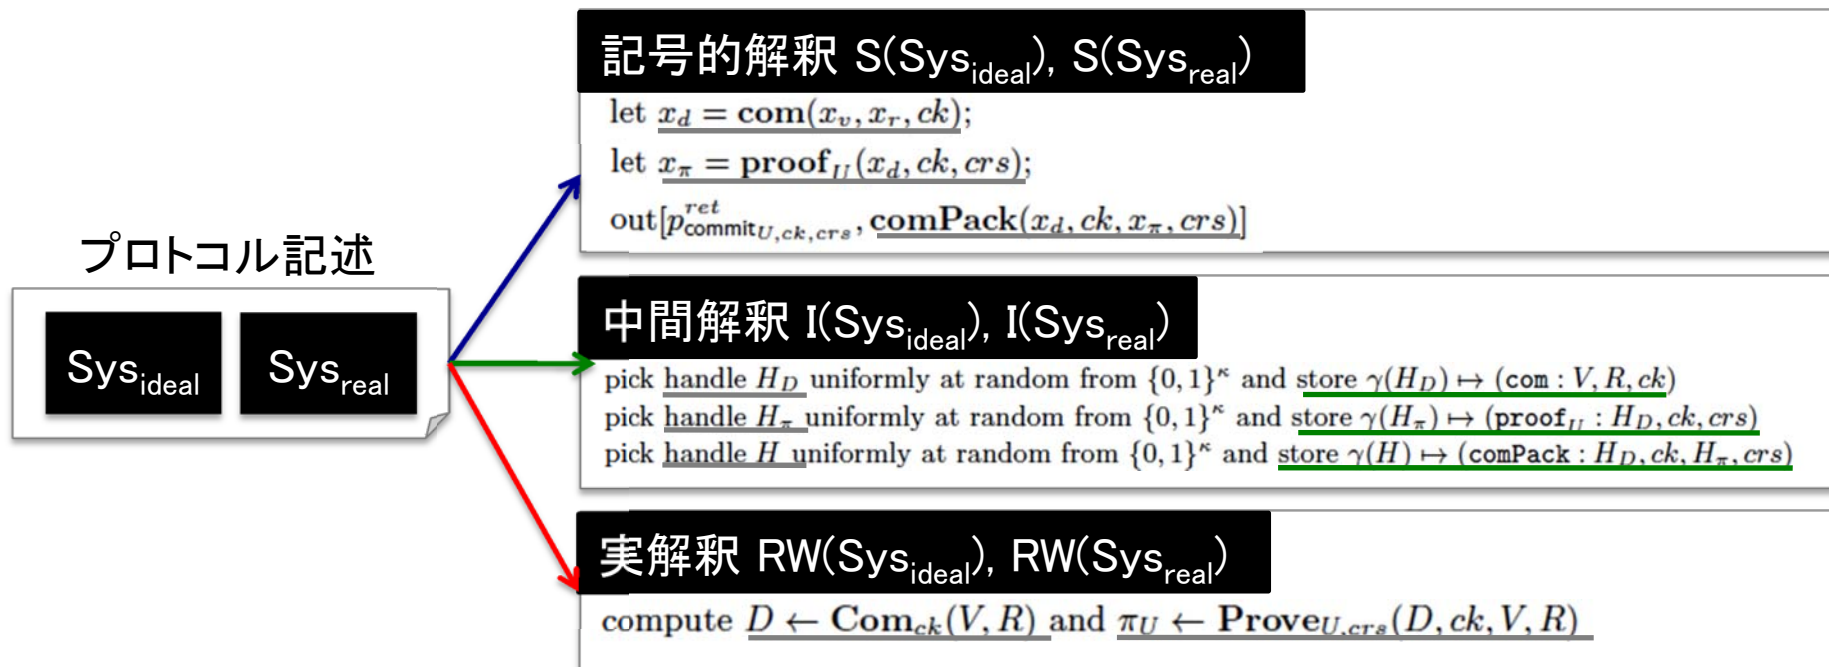 記号的解釈 S(Sys_ideal), S(Sys_real)
let x_d = com(x_v, x_r, ck);
let x_π = proof_U(x_d, ck, crs);
out[p^ret_commit_U,ck,crs, comPack(x_d, ck, x_π, crs)]
プロトコル記述
Sys_ideal Sys_real
中間解釈 I(Sys_ideal), I(Sys_real)
pick handle H_D uniformly at random from {0, 1}^κ and store γ(H_D) ↦ (com : V, R, ck)
pick handle H_π uniformly at random from {0, 1}^κ and store γ(H_π) ↦ (proof_U : H_D, ck, crs)
pick handle H uniformly at random from {0, 1}^κ and store γ(H) ↦ (comPack : H_D, ck, H_π, crs)
実解釈 RW(Sys_ideal), RW(Sys_real)
compute D ← Com_ck(V, R) and π_U ← Prove_U,crs(D, ck, V, R)